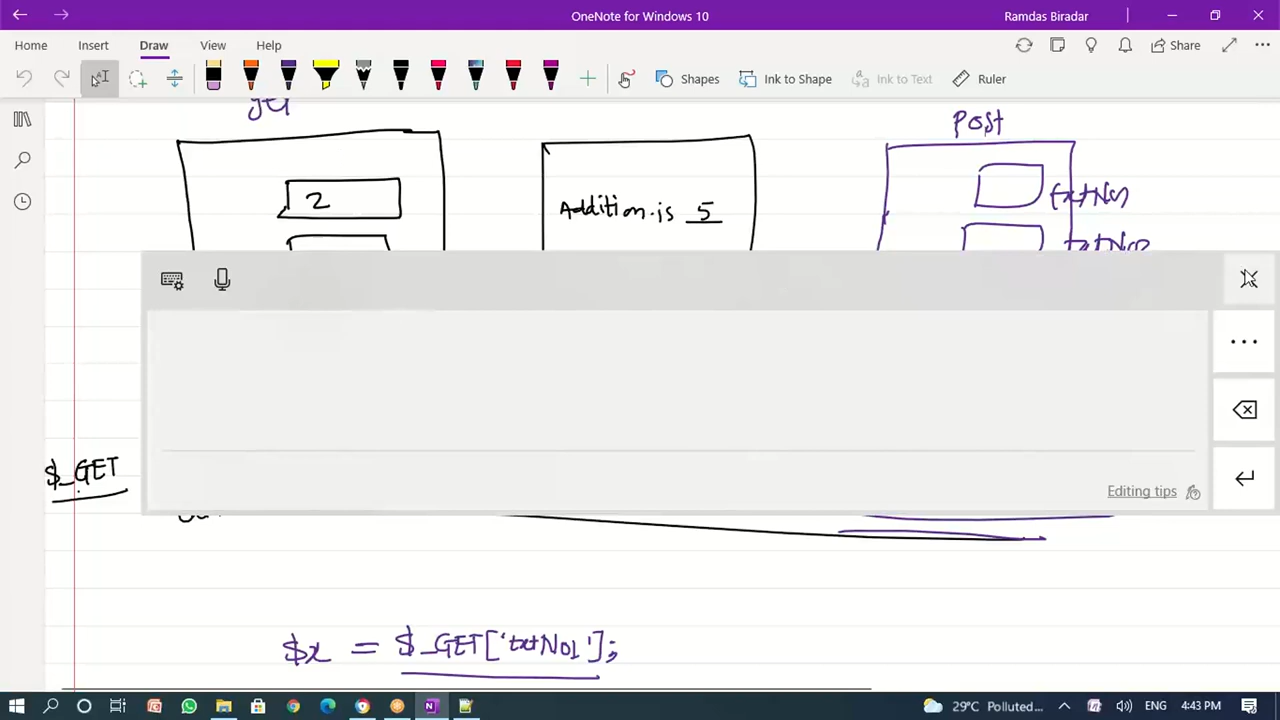 OneNote for Windows 10
Ramdas Biradar
Home Insert Draw View Help
Share
Shapes Ink to Shape Ink to Text Ruler
Post
2
txtNo1
Addition is 5
txtNo2
$_GET
Editing tips
$x = $_GET['txtNo1'];
29°C Polluted... ENG 4:43 PM